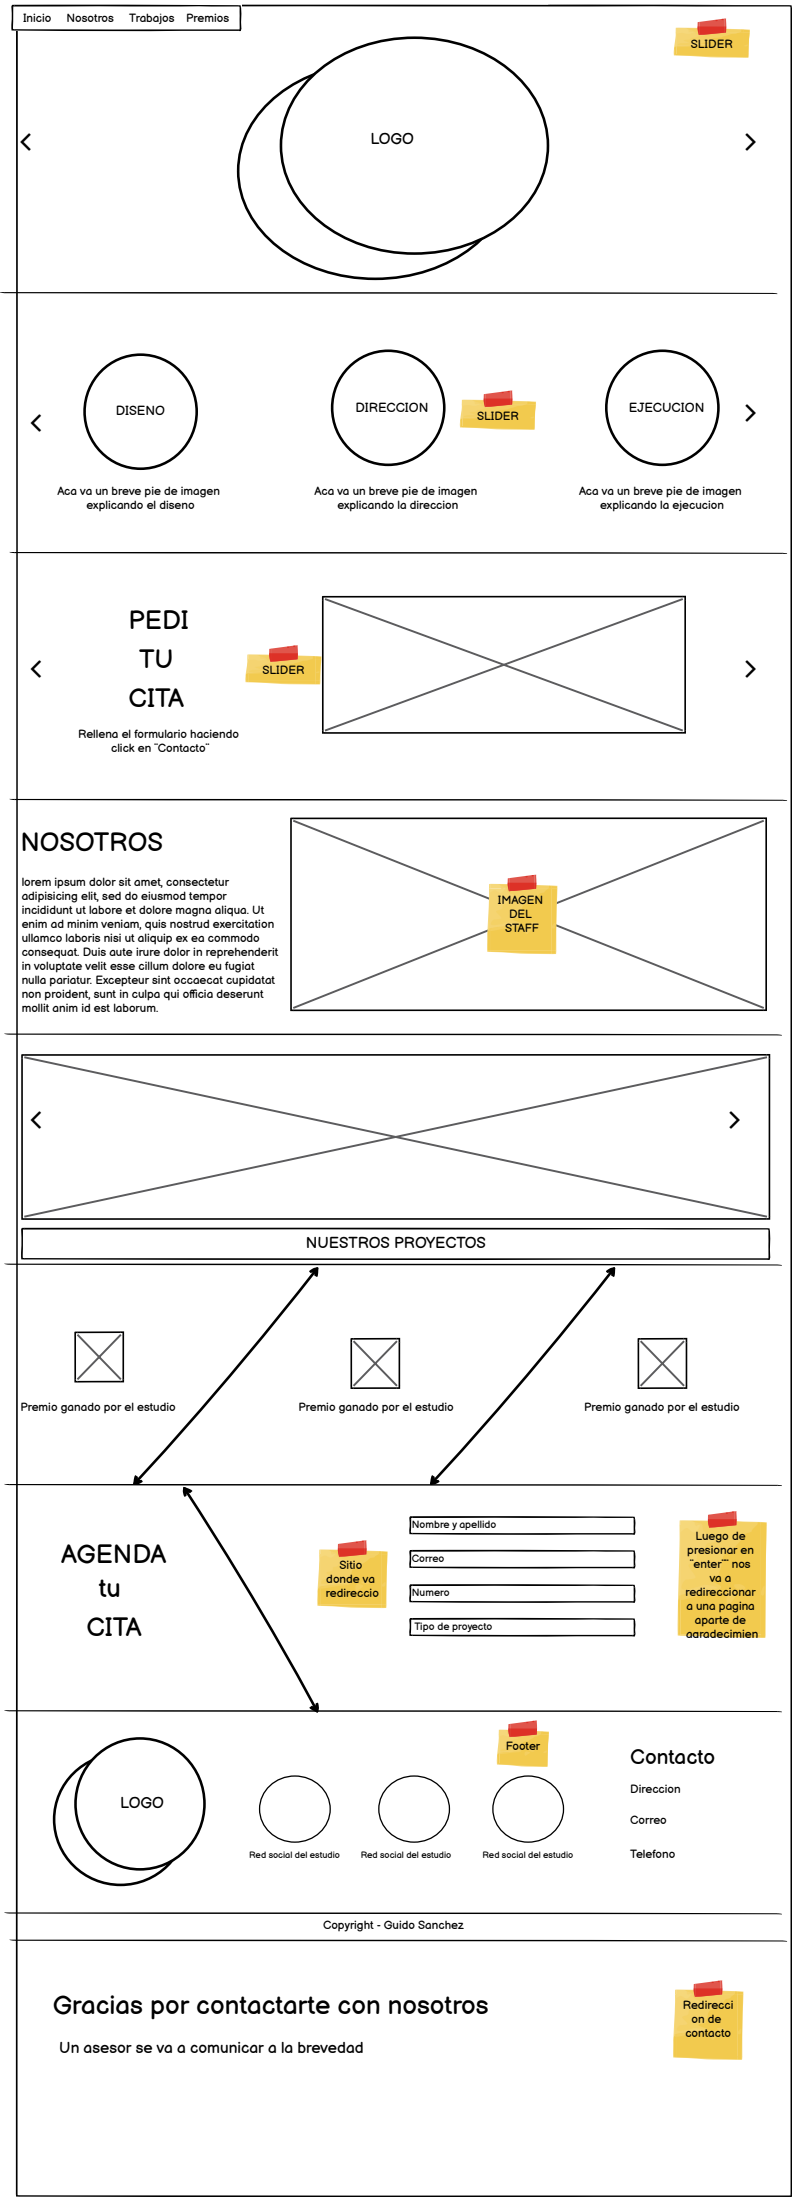 Inicio Nosotros Trabajos Premios
SLIDER
LOGO
DISENO
DIRECCION
SLIDER
EJECUCION
Aca va un breve pie de imagen
explicando el diseno
Aca va un breve pie de imagen
explicando la direccion
Aca va un breve pie de imagen
explicando la ejecucion
PEDI
TU
CITA
SLIDER
Rellena el formulario haciendo
click en "Contacto"
NOSOTROS
lorem ipsum dolor sit amet, consectetur
adipisicing elit, sed do eiusmod tempor
incididunt ut labore et dolore magna aliqua. Ut
enim ad minim veniam, quis nostrud exercitation
ullamco laboris nisi ut aliquip ex ea commodo
consequat. Duis aute irure dolor in reprehenderit
in voluptate velit esse cillum dolore eu fugiat
nulla pariatur. Excepteur sint occaecat cupidatat
non proident, sunt in culpa qui officia deserunt
mollit anim id est laborum.
IMAGEN
DEL
STAFF
NUESTROS PROYECTOS
Premio ganado por el estudio
Premio ganado por el estudio
Premio ganado por el estudio
AGENDA
tu
CITA
Sitio
donde va
redireccio
Nombre y apellido
Correo
Numero
Tipo de proyecto
Luego de
presionar en
"enter"" nos
va a
redireccionar
a una pagina
aparte de
agradecimien
LOGO
Red social del estudio
Red social del estudio
Red social del estudio
Footer
Contacto
Direccion
Correo
Telefono
Copyright - Guido Sanchez
Gracias por contactarte con nosotros
Un asesor se va a comunicar a la brevedad
Redirecci
on de
contacto